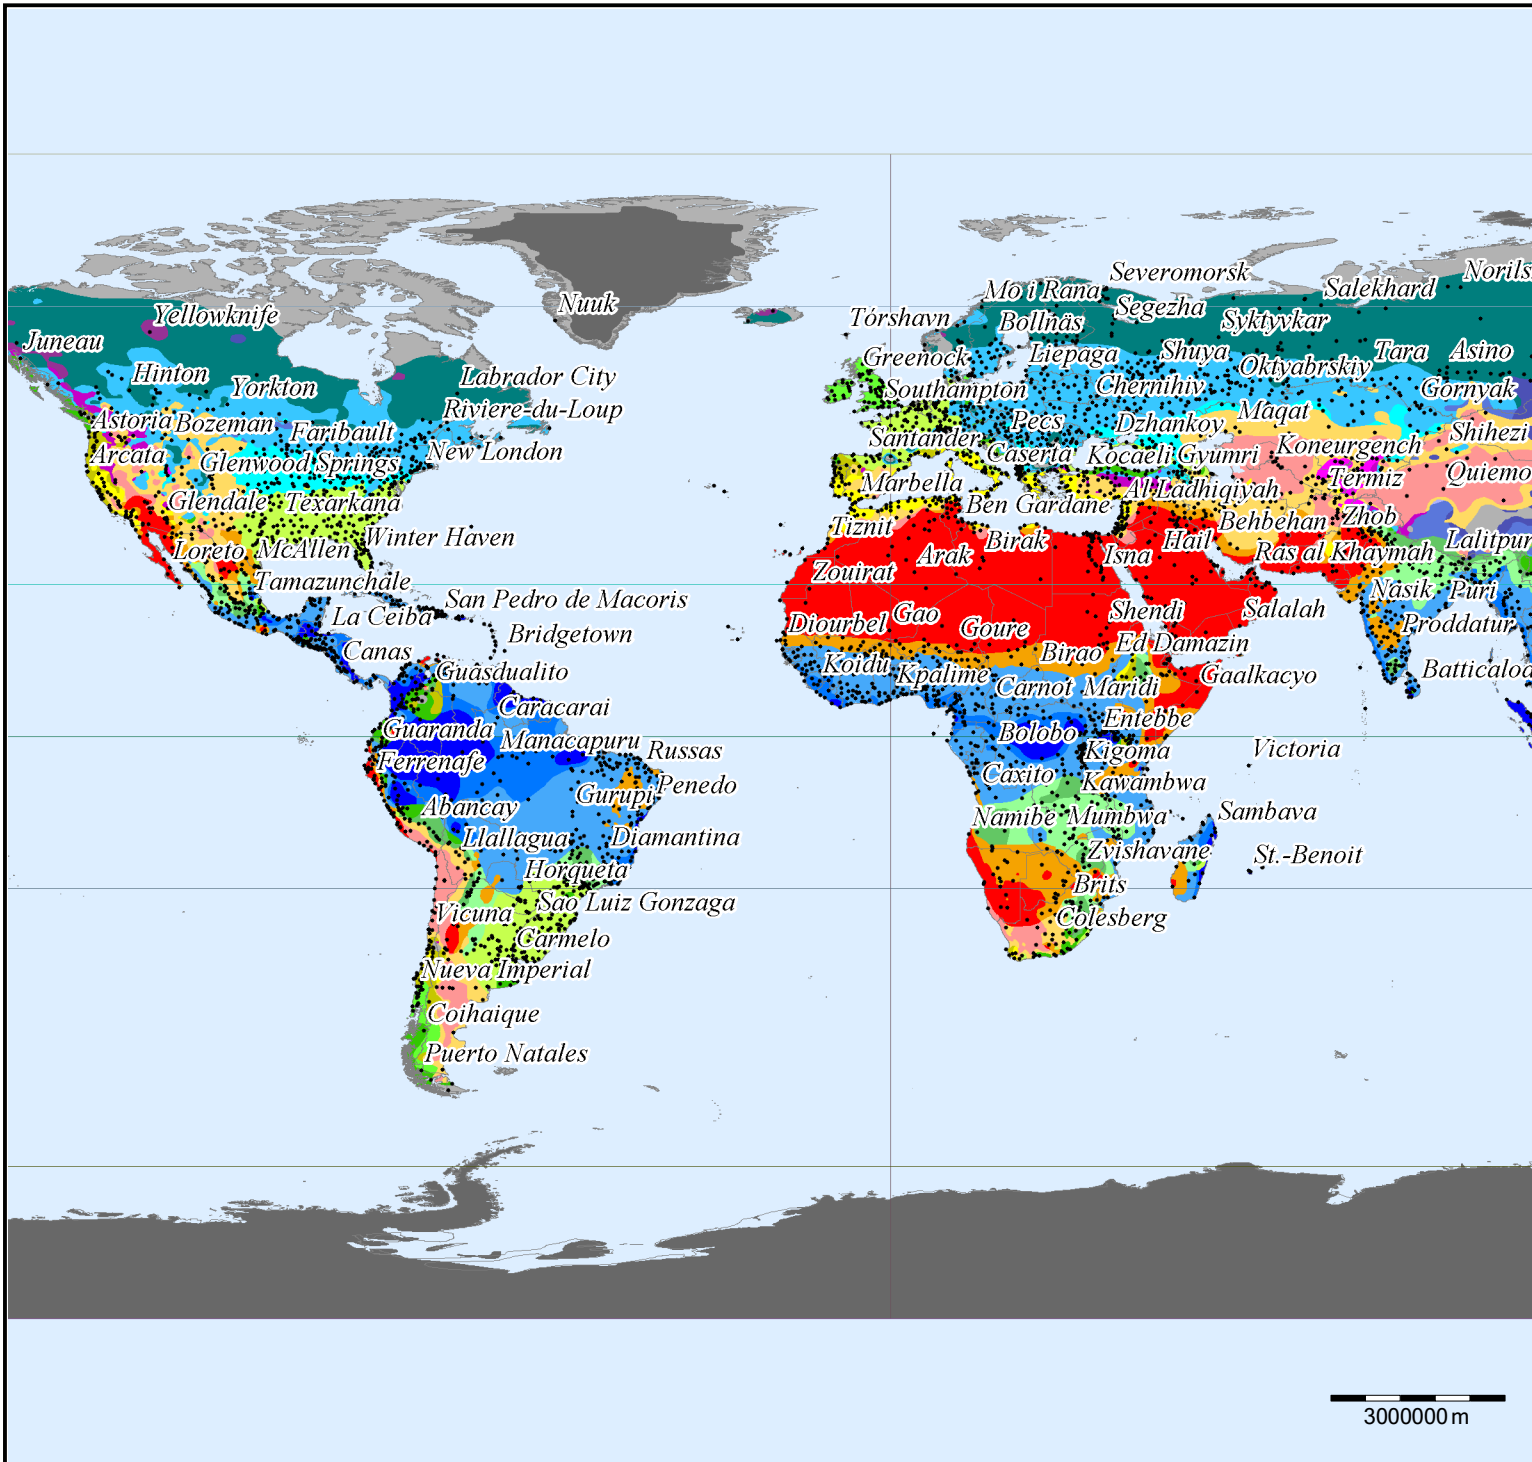 Severomorsk
Norils
Mo i Rana
Salekhard
Nuuk
Segezha
Yellowknife
Tórshavn
Bollnäs
Syktyvkar
Juneau
Greenock
Liepaga
Shuya
Oktyabrskiy
Tara
Asino
Hinton
Yorkton
Labrador City
Southampton
Chernihiv
Gornyak
Astoria
Bozeman
Faribault
Riviere-du-Loup
Pecs
Dzhankoy
Maqat
Arcata
Glenwood Springs
New London
Santander
Caserta
Kocaeli
Gyumri
Koneurgench
Shihezi
Glendale
Texarkana
Marbella
Ben Gardane
Al Ladhiqiyah
Termiz
Quiemo
Loreto
McAllen
Winter Haven
Tiznit
Birak
Behbehan
Zhob
Arak
Isna
Hail
Ras al Khaymah
Lalitpur
Tamazunchale
Zouirat
Nasik
Puri
La Ceiba
San Pedro de Macoris
Diourbel
Gao
Goure
Shendi
Salalah
Proddatur
Canas
Bridgetown
Birao
Ed Damazin
Guasdualito
Koidu
Kpalime
Carnot
Maridi
Gaalkacyo
Batticaloa
Caracarai
Entebbe
Guaranda
Manacapuru
Russas
Bolobo
Kigoma
Victoria
Ferrenafe
Gurupi
Penedo
Caxito
Kawambwa
Abancay
Namibe
Mumbwa
Sambava
Llallagua
Diamantina
Zvishavane
St.-Benoit
Horqueta
Brits
Vicuna
Sao Luiz Gonzaga
Colesberg
Carmelo
Nueva Imperial
Coihaique
Puerto Natales
3000000 m